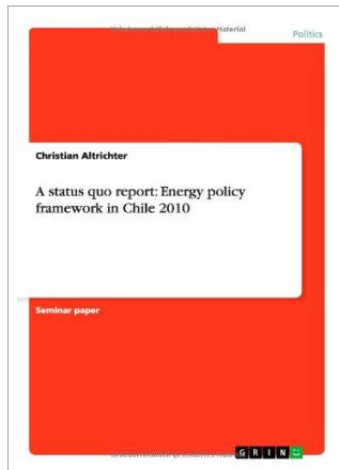 Politics
Christian Altrichter
A status quo report: Energy policy
framework in Chile 2010
Seminar paper
GRIN